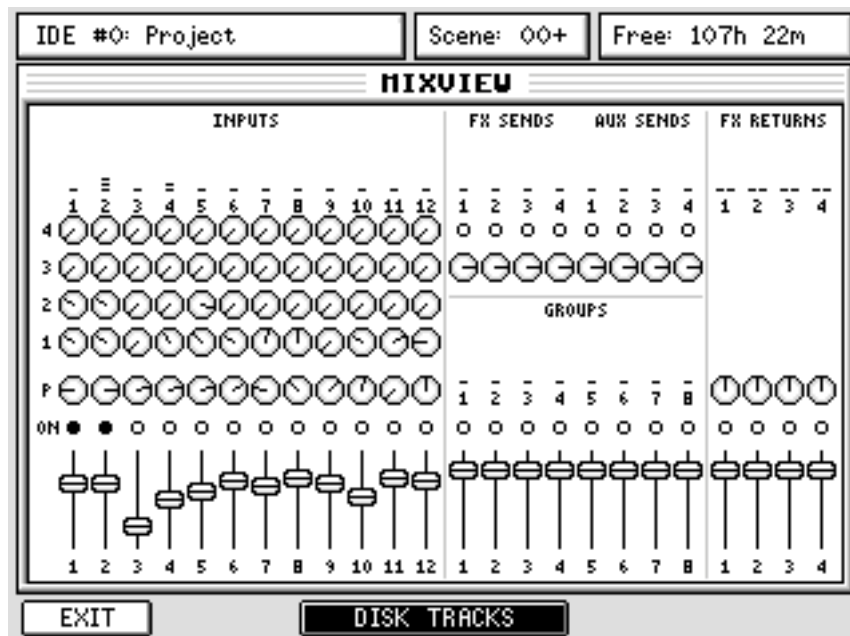 IDE #0: Project
Scene: 00+
Free: 107h 22m
MIXVIEW
INPUTS
FX SENDS
AUX SENDS
FX RETURNS
1 2 3 4 5 6 7 8 9 10 11 12
1 2 3 4 1 2 3 4
1 2 3 4
4
3
2
GROUPS
1
P
1 2 3 4 5 6 7 8
ON
1 2 3 4 5 6 7 8 9 10 11 12
1 2 3 4 5 6 7 8
1 2 3 4
EXIT
DISK TRACKS